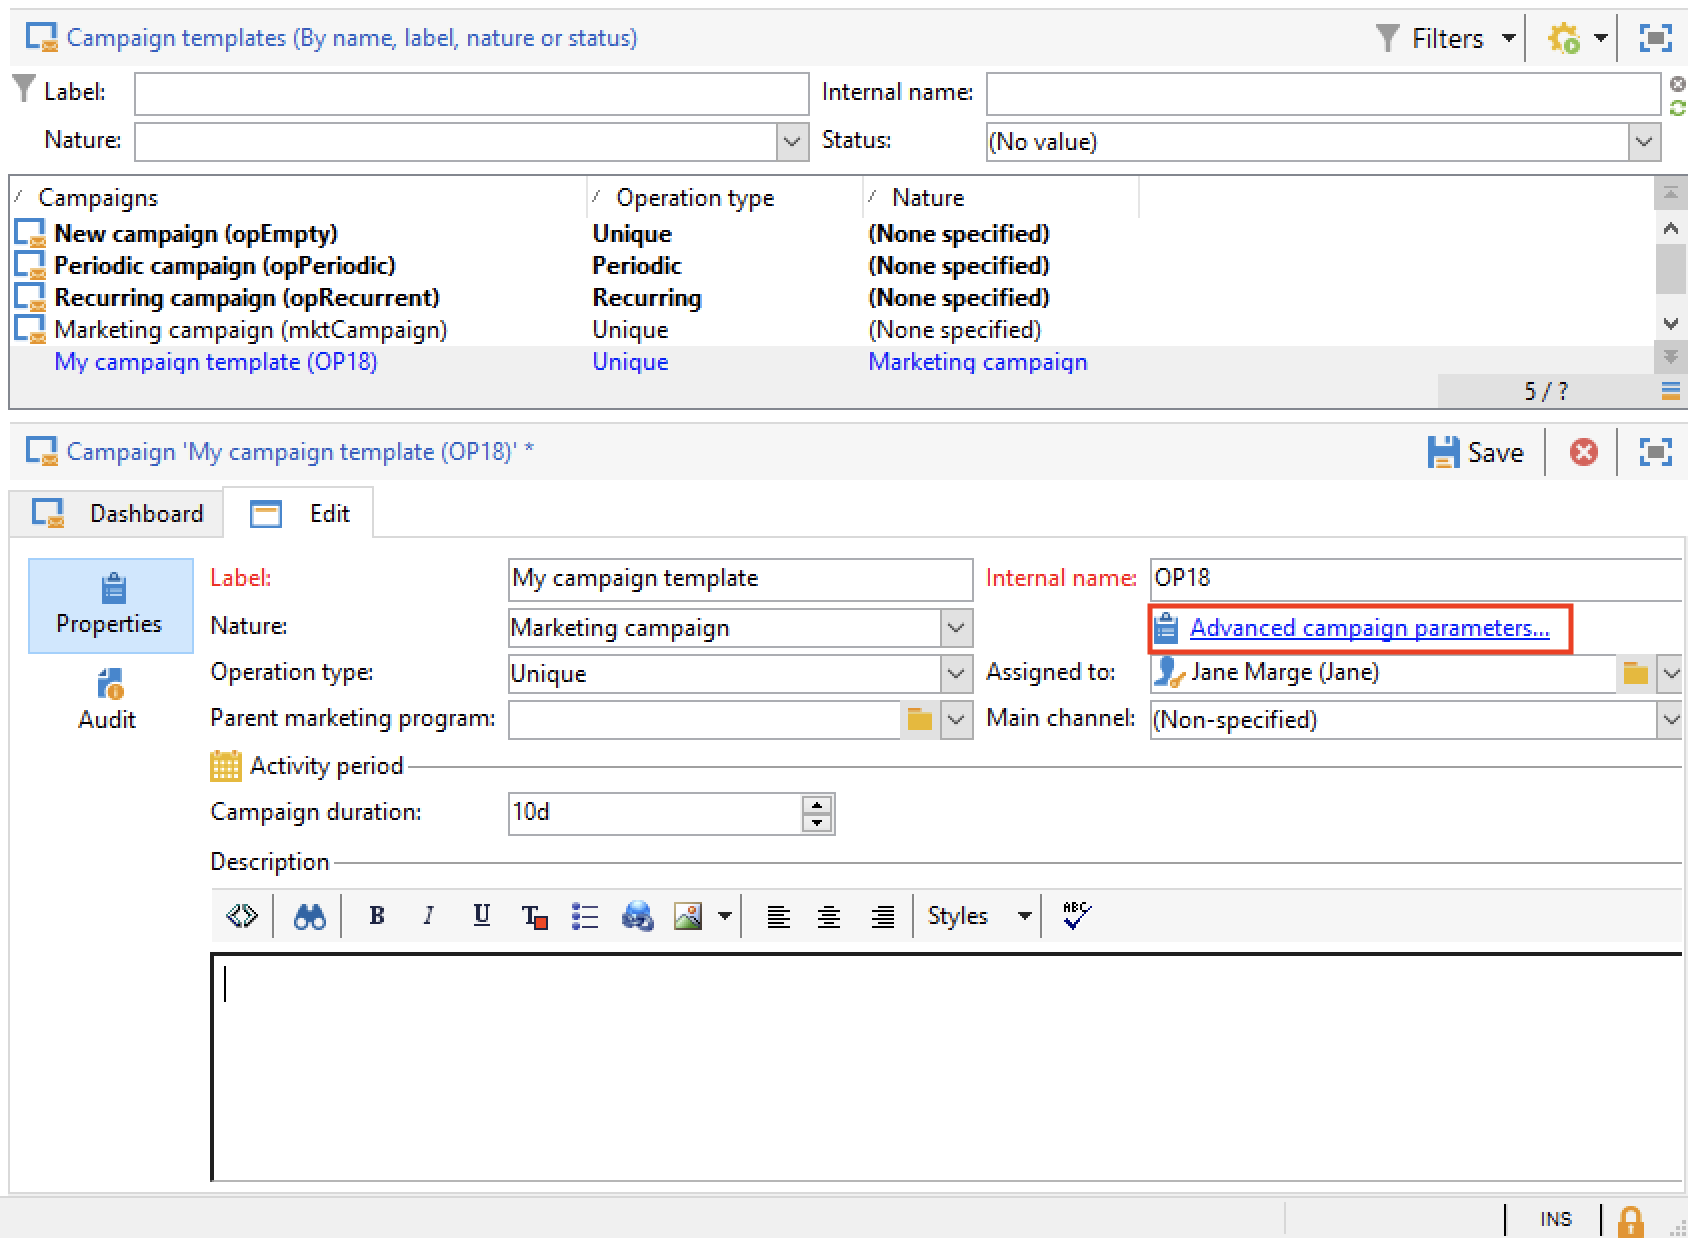 Campaign templates (By name, label, nature or status) Filters
Label: Internal name:
Nature: Status: (No value)
Campaigns Operation type Nature
New campaign (opEmpty) Unique (None specified)
Periodic campaign (opPeriodic) Periodic (None specified)
Recurring campaign (opRecurrent) Recurring (None specified)
Marketing campaign (mktCampaign) Unique (None specified)
My campaign template (OP18) Unique Marketing campaign
5 / ?
Campaign 'My campaign template (OP18)' * Save
Dashboard Edit
Properties
Audit
Label: My campaign template Internal name: OP18
Nature: Marketing campaign Advanced campaign parameters...
Operation type: Unique Assigned to: Jane Marge (Jane)
Parent marketing program: Main channel: (Non-specified)
Activity period
Campaign duration: 10d
Description
B I U T Styles ABC
INS